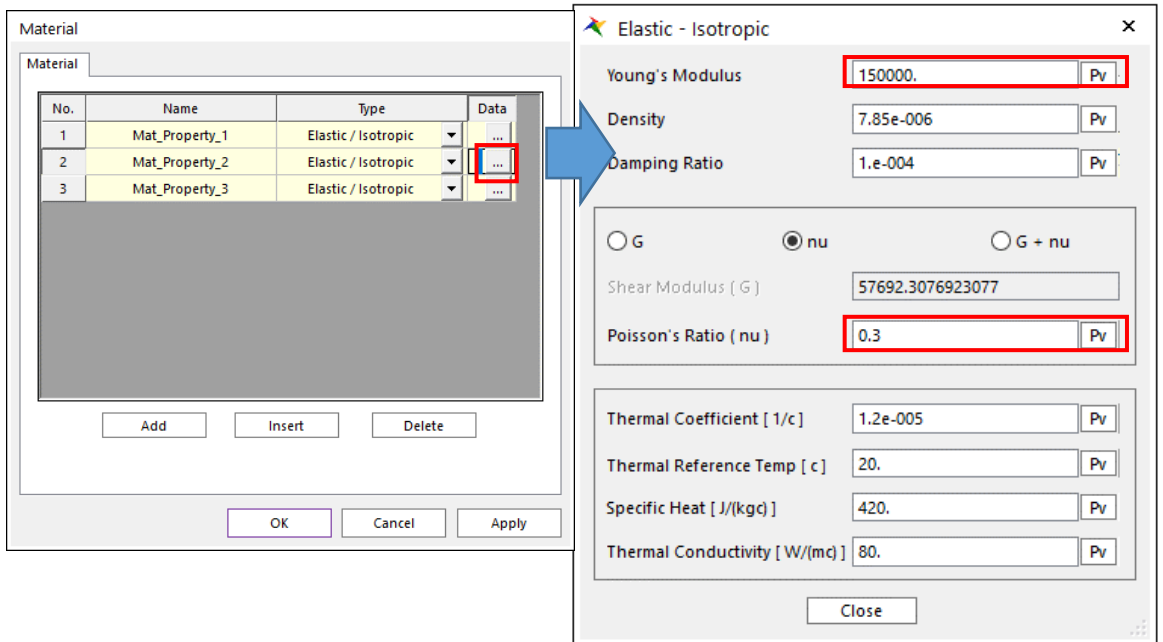 Material
Material
No. Name Type Data
1 Mat_Property_1 Elastic / Isotropic ...
2 Mat_Property_2 Elastic / Isotropic ...
3 Mat_Property_3 Elastic / Isotropic ...
Add Insert Delete
OK Cancel Apply
Elastic - Isotropic
Young's Modulus 150000. Pv
Density 7.85e-006 Pv
Damping Ratio 1.e-004 Pv
G nu G + nu
Shear Modulus ( G ) 57692.3076923077
Poisson's Ratio ( nu ) 0.3 Pv
Thermal Coefficient [ 1/c ] 1.2e-005 Pv
Thermal Reference Temp [ c ] 20. Pv
Specific Heat [ J/(kgc) ] 420. Pv
Thermal Conductivity [ W/(mc) ] 80. Pv
Close